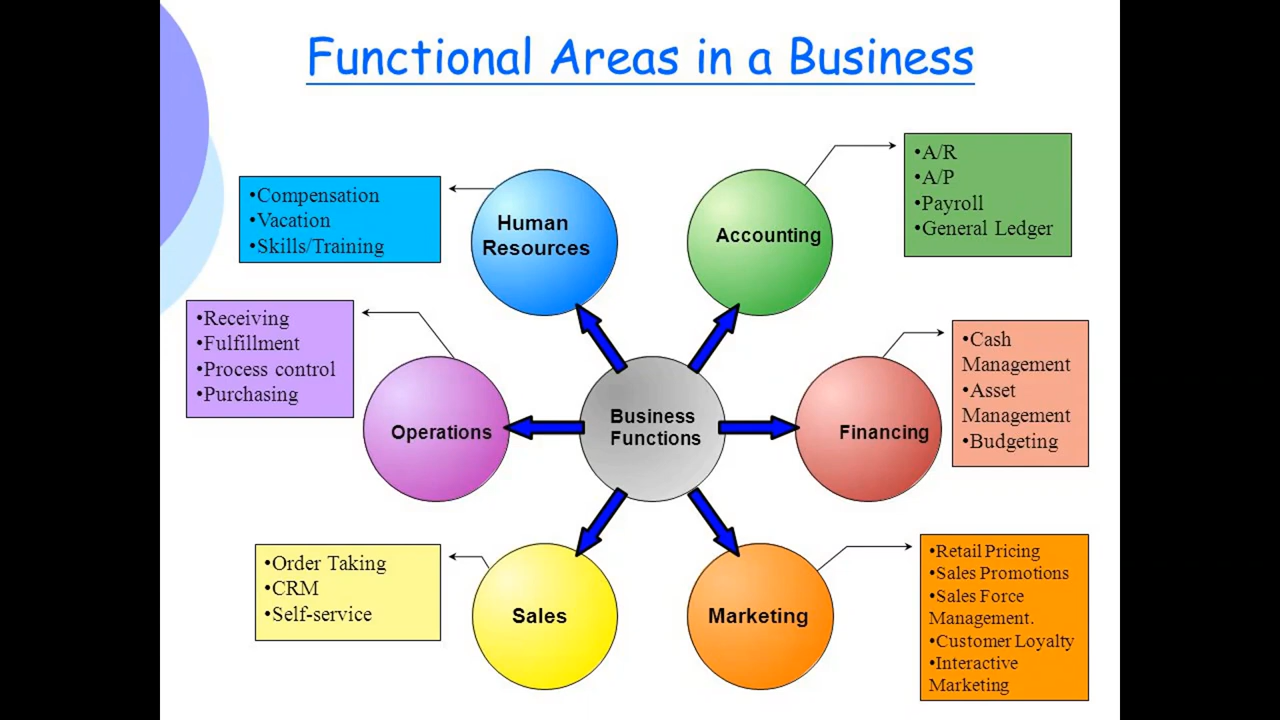 Functional Areas in a Business
•Compensation
•Vacation
•Skills/Training
Human
Resources
Accounting
•A/R
•A/P
•Payroll
•General Ledger
•Receiving
•Fulfillment
•Process control
•Purchasing
Operations
Business
Functions
Financing
•Cash
Management
•Asset
Management
•Budgeting
•Order Taking
•CRM
•Self-service
Sales
Marketing
•Retail Pricing
•Sales Promotions
•Sales Force
Management.
•Customer Loyalty
•Interactive
Marketing